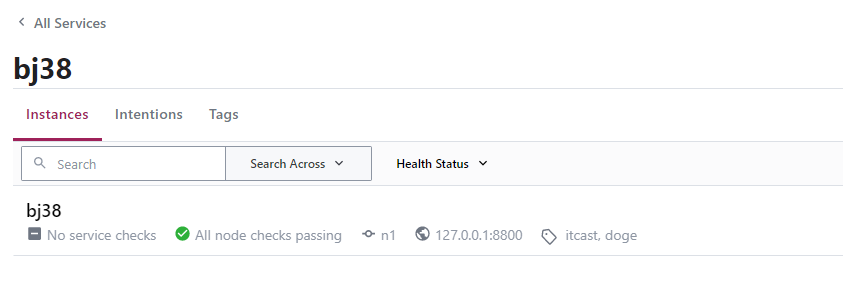 All Services
bj38
Instances Intentions Tags
Search Search Across Health Status
bj38
No service checks All node checks passing n1 127.0.0.1:8800 itcast, doge